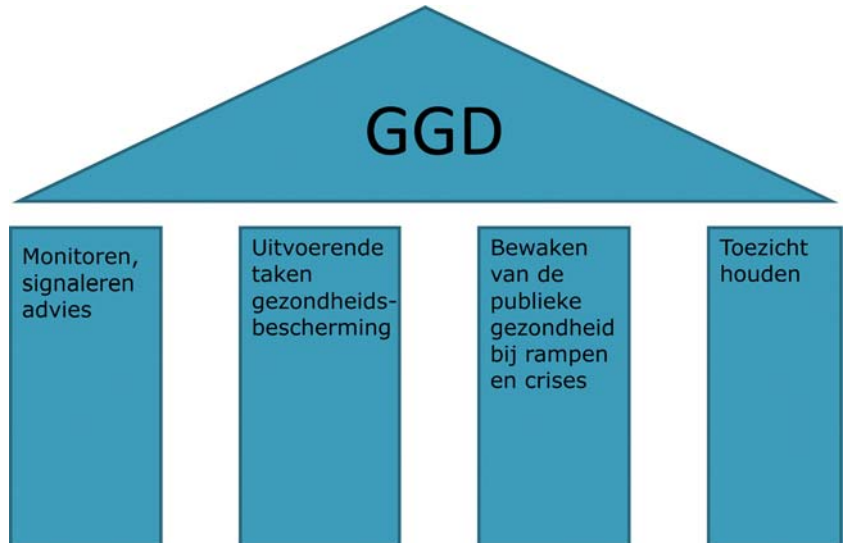 GGD
Monitoren,
signaleren
advies
Uitvoerende
taken
gezondheids-
bescherming
Bewaken
van de
publieke
gezondheid
bij rampen
en crises
Toezicht
houden